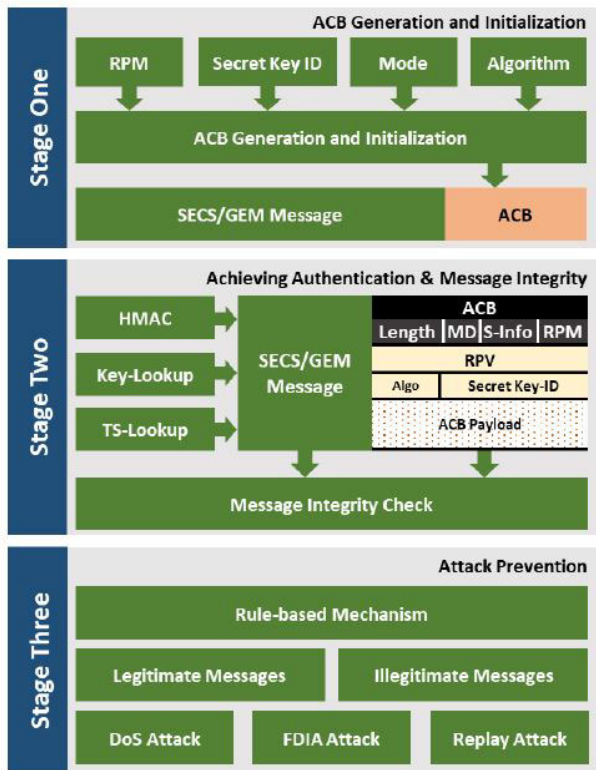 Stage One
ACB Generation and Initialization
RPM Secret Key ID Mode Algorithm
ACB Generation and Initialization
SECS/GEM Message ACB
Stage Two
Achieving Authentication & Message Integrity
HMAC
Key-Lookup
TS-Lookup
SECS/GEM
Message
ACB
Length MD S-Info RPM
RPV
Algo Secret Key-ID
ACB Payload
Message Integrity Check
Stage Three
Attack Prevention
Rule-based Mechanism
Legitimate Messages Illegitimate Messages
DoS Attack FDIA Attack Replay Attack